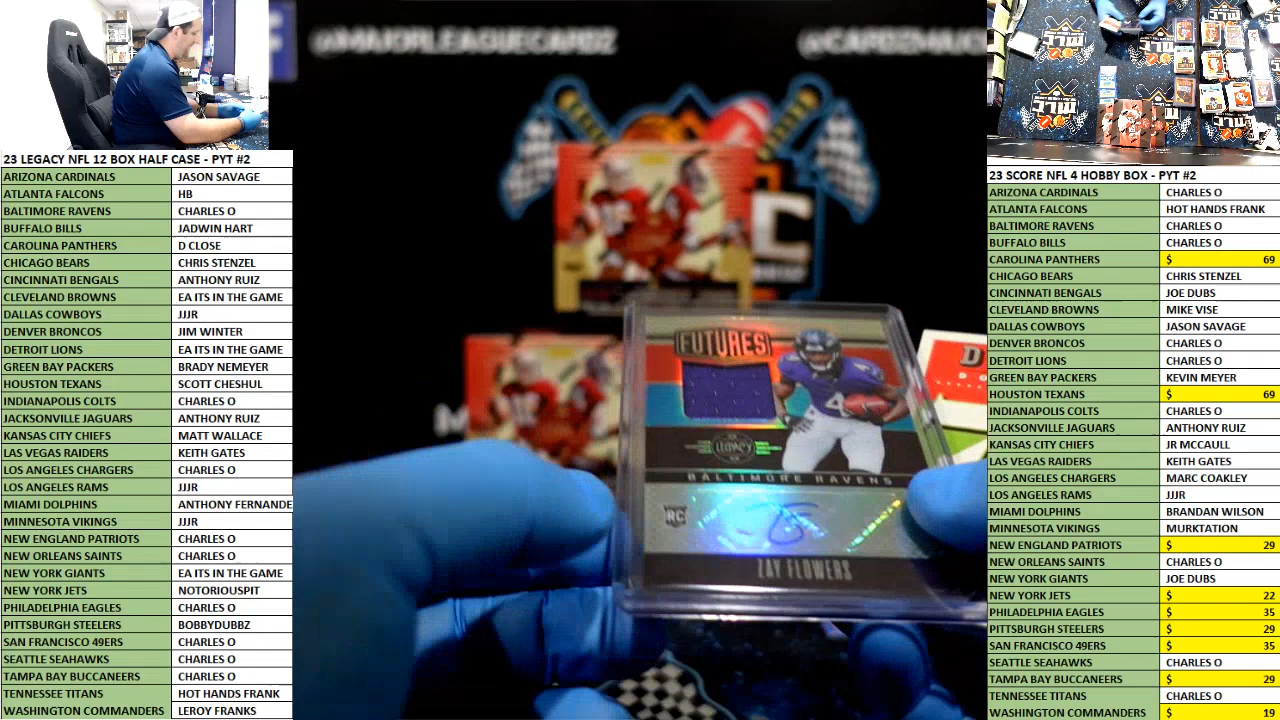 @MAJORLEAGUECARDZ
23 LEGACY NFL 12 BOX HALF CASE - PYT #2
ARIZONA CARDINALS JASON SAVAGE
ATLANTA FALCONS HB
BALTIMORE RAVENS CHARLES O
BUFFALO BILLS JADWIN HART
CAROLINA PANTHERS D CLOSE
CHICAGO BEARS CHRIS STENZEL
CINCINNATI BENGALS ANTHONY RUIZ
CLEVELAND BROWNS EA ITS IN THE GAME
DALLAS COWBOYS JJJR
DENVER BRONCOS JIM WINTER
DETROIT LIONS EA ITS IN THE GAME
GREEN BAY PACKERS BRADY NEMEYER
HOUSTON TEXANS SCOTT CHESHUL
INDIANAPOLIS COLTS CHARLES O
JACKSONVILLE JAGUARS ANTHONY RUIZ
KANSAS CITY CHIEFS MATT WALLACE
LAS VEGAS RAIDERS KEITH GATES
LOS ANGELES CHARGERS CHARLES O
LOS ANGELES RAMS JJJR
MIAMI DOLPHINS ANTHONY FERNANDE
MINNESOTA VIKINGS JJJR
NEW ENGLAND PATRIOTS CHARLES O
NEW ORLEANS SAINTS CHARLES O
NEW YORK GIANTS EA ITS IN THE GAME
NEW YORK JETS NOTORIOUSPIT
PHILADELPHIA EAGLES CHARLES O
PITTSBURGH STEELERS BOBBYDUBBZ
SAN FRANCISCO 49ERS CHARLES O
SEATTLE SEAHAWKS CHARLES O
TAMPA BAY BUCCANEERS CHARLES O
TENNESSEE TITANS HOT HANDS FRANK
WASHINGTON COMMANDERS LEROY FRANKS
FUTURES
LEGACY
BALTIMORE RAVENS
RC
ZAY FLOWERS
23 SCORE NFL 4 HOBBY BOX - PYT #2
ARIZONA CARDINALS CHARLES O
ATLANTA FALCONS HOT HANDS FRANK
BALTIMORE RAVENS CHARLES O
BUFFALO BILLS CHARLES O
CAROLINA PANTHERS $ 69
CHICAGO BEARS CHRIS STENZEL
CINCINNATI BENGALS JOE DUBS
CLEVELAND BROWNS MIKE VISE
DALLAS COWBOYS JASON SAVAGE
DENVER BRONCOS CHARLES O
DETROIT LIONS CHARLES O
GREEN BAY PACKERS KEVIN MEYER
HOUSTON TEXANS $ 69
INDIANAPOLIS COLTS CHARLES O
JACKSONVILLE JAGUARS ANTHONY RUIZ
KANSAS CITY CHIEFS JR MCAULL
LAS VEGAS RAIDERS KEITH GATES
LOS ANGELES CHARGERS MARC COAKLEY
LOS ANGELES RAMS JJJR
MIAMI DOLPHINS BRANDAN WILSON
MINNESOTA VIKINGS MURKTATION
NEW ENGLAND PATRIOTS $ 29
NEW ORLEANS SAINTS CHARLES O
NEW YORK GIANTS JOE DUBS
NEW YORK JETS $ 22
PHILADELPHIA EAGLES $ 35
PITTSBURGH STEELERS $ 29
SAN FRANCISCO 49ERS $ 35
SEATTLE SEAHAWKS CHARLES O
TAMPA BAY BUCCANEERS $ 29
TENNESSEE TITANS CHARLES O
WASHINGTON COMMANDERS $ 19